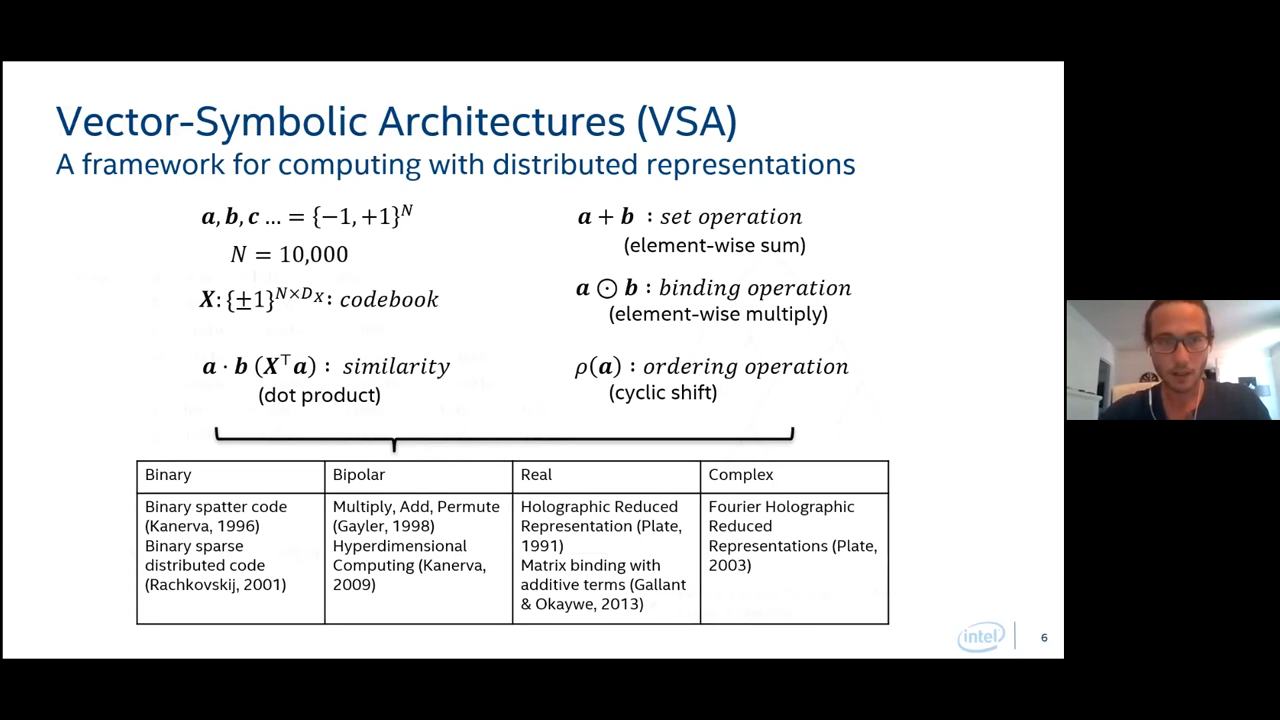 Vector-Symbolic Architectures (VSA)
A framework for computing with distributed representations
a, b, c … = {−1, +1}^N
N = 10,000
X: {±1}^{N×D_X}: codebook
a · b (X^⊤a) : similarity
(dot product)
a + b : set operation
(element-wise sum)
a ⊙ b : binding operation
(element-wise multiply)
ρ(a) : ordering operation
(cyclic shift)
Binary
Binary spatter code
(Kanerva, 1996)
Binary sparse
distributed code
(Rachkovskij, 2001)
Bipolar
Multiply, Add, Permute
(Gayler, 1998)
Hyperdimensional
Computing (Kanerva,
2009)
Real
Holographic Reduced
Representation (Plate,
1991)
Matrix binding with
additive terms (Gallant
& Okaywe, 2013)
Complex
Fourier Holographic
Reduced
Representations (Plate,
2003)
intel
6